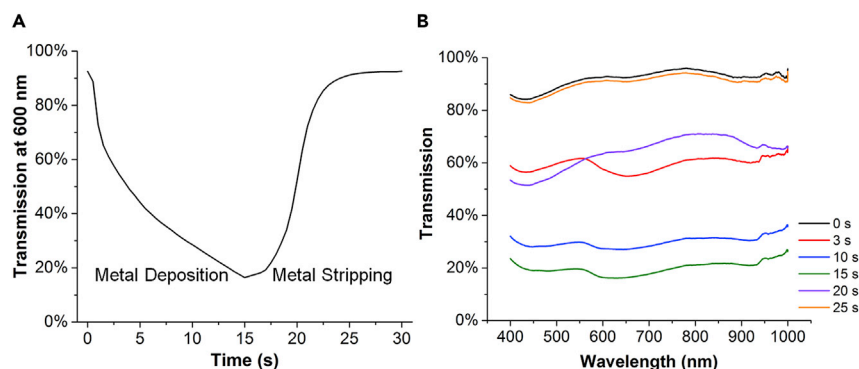 A
Transmission at 600 nm
100%
80%
60%
40%
20%
0%
Metal Deposition
Metal Stripping
0 5 10 15 20 25 30
Time (s)
B
Transmission
100%
80%
60%
40%
20%
0%
400 500 600 700 800 900 1000
Wavelength (nm)
0 s
3 s
10 s
15 s
20 s
25 s